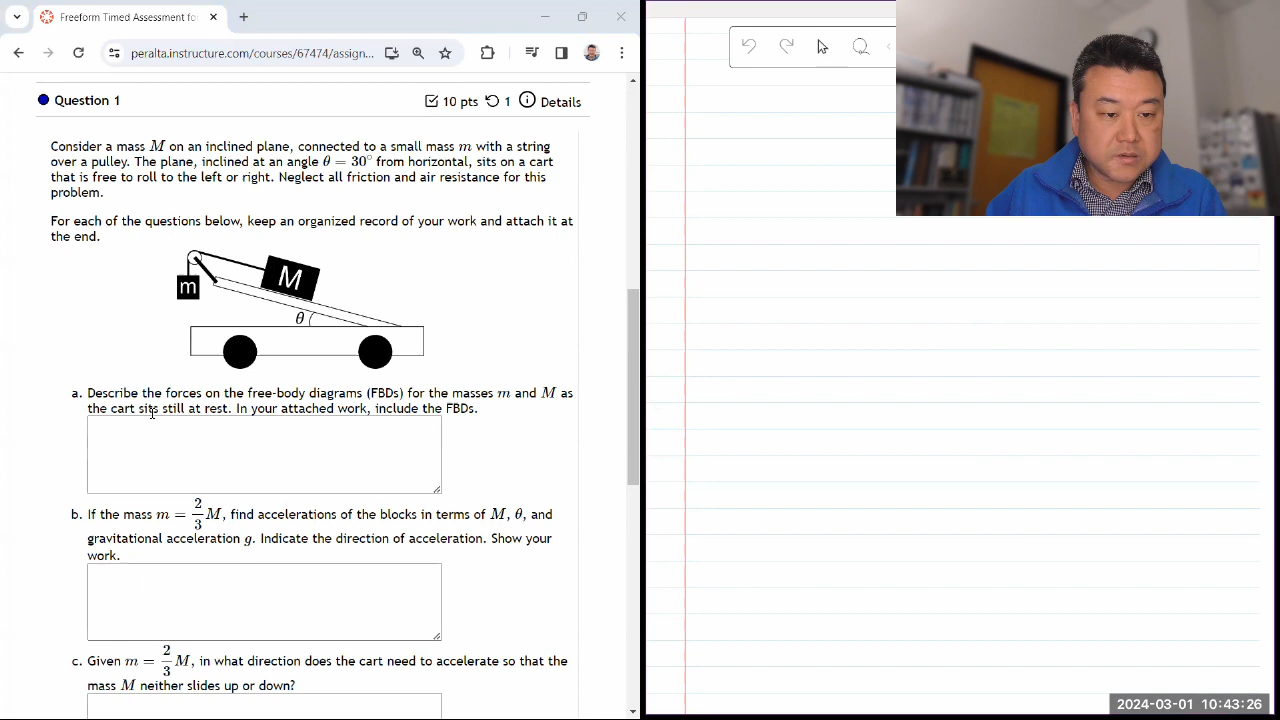 Freeform Timed Assessment for
peralta.instructure.com/courses/67474/assign...
Question 1
10 pts
1
Details
Consider a mass M on an inclined plane, connected to a small mass m with a string
over a pulley. The plane, inclined at an angle θ = 30° from horizontal, sits on a cart
that is free to roll to the left or right. Neglect all friction and air resistance for this
problem.
For each of the questions below, keep an organized record of your work and attach it at
the end.
M
m
θ
a. Describe the forces on the free-body diagrams (FBDs) for the masses m and M as
the cart sits still at rest. In your attached work, include the FBDs.
b. If the mass m = 2/3 M, find accelerations of the blocks in terms of M, θ, and
gravitational acceleration g. Indicate the direction of acceleration. Show your
work.
c. Given m = 2/3 M, in what direction does the cart need to accelerate so that the
mass M neither slides up or down?
2024-03-01 10:43:26